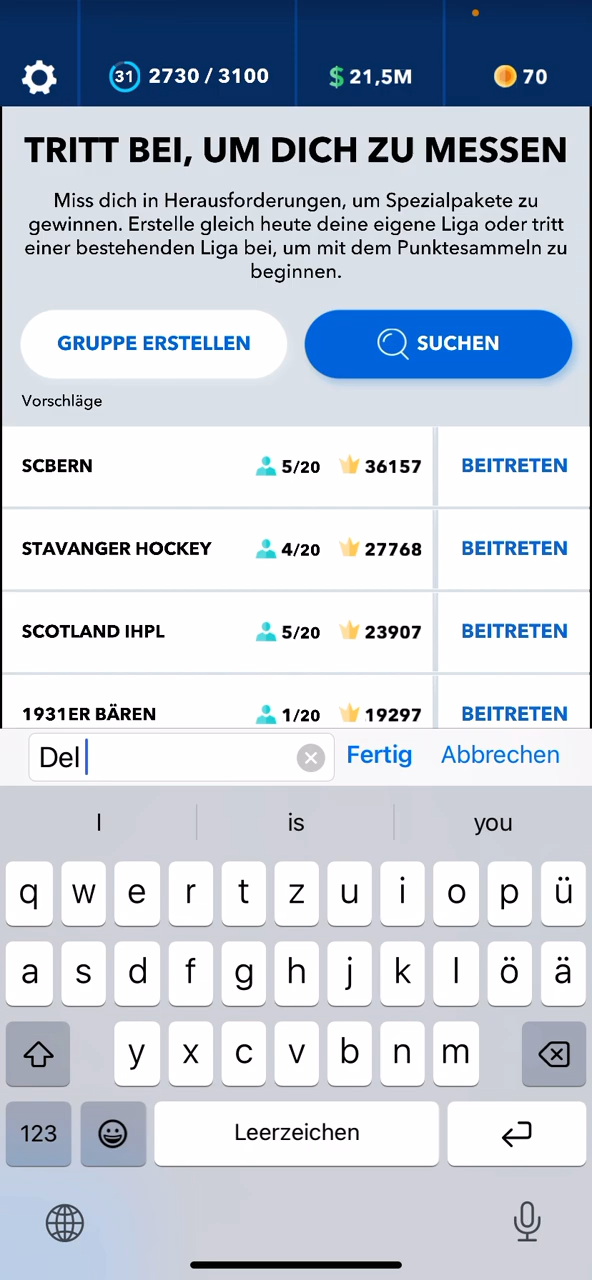 31 2730 / 3100 $ 21,5M 70
TRITT BEI, UM DICH ZU MESSEN
Miss dich in Herausforderungen, um Spezialpakete zu
gewinnen. Erstelle gleich heute deine eigene Liga oder tritt
einer bestehenden Liga bei, um mit dem Punktesammeln zu
beginnen.
GRUPPE ERSTELLEN SUCHEN
Vorschläge
SCBERN 5/20 36157 BEITRETEN
STAVANGER HOCKEY 4/20 27768 BEITRETEN
SCOTLAND IHPL 5/20 23907 BEITRETEN
1931ER BÄREN 1/20 19297 BEITRETEN
Del Fertig Abbrechen
I is you
q w e r t z u i o p ü
a s d f g h j k l ö ä
y x c v b n m
123 Leerzeichen